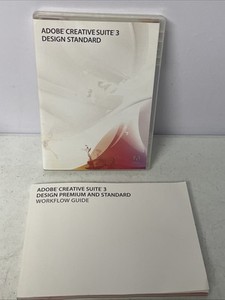 ADOBE® CREATIVE SUITE® 3
DESIGN STANDARD
ADOBE® CREATIVE SUITE® 3
DESIGN PREMIUM AND STANDARD
WORKFLOW GUIDE